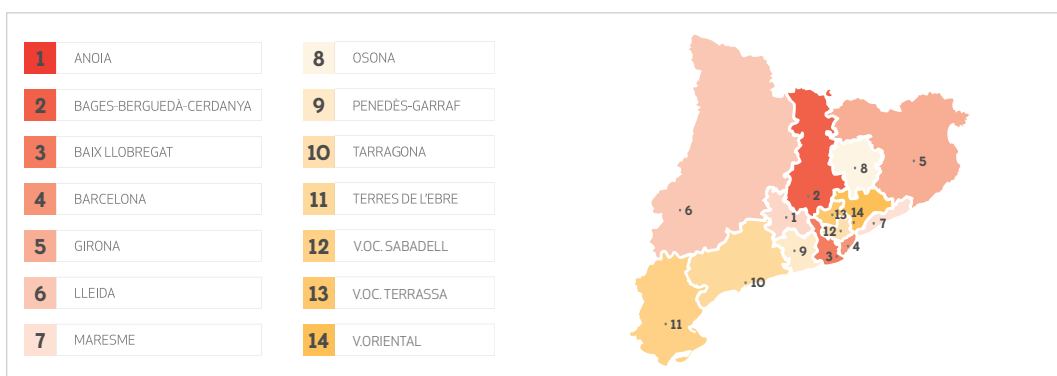 1 ANOIA
2 BAGES-BERGUEDÀ-CERDANYA
3 BAIX LLOBREGAT
4 BARCELONA
5 GIRONA
6 LLEIDA
7 MARESME
8 OSONA
9 PENEDÈS-GARRAF
10 TARRAGONA
11 TERRES DE L'EBRE
12 V.OC. SABADELL
13 V.OC. TERRASSA
14 V.ORIENTAL
5
8
2
6
1
13
14
7
12
4
9
3
10
11